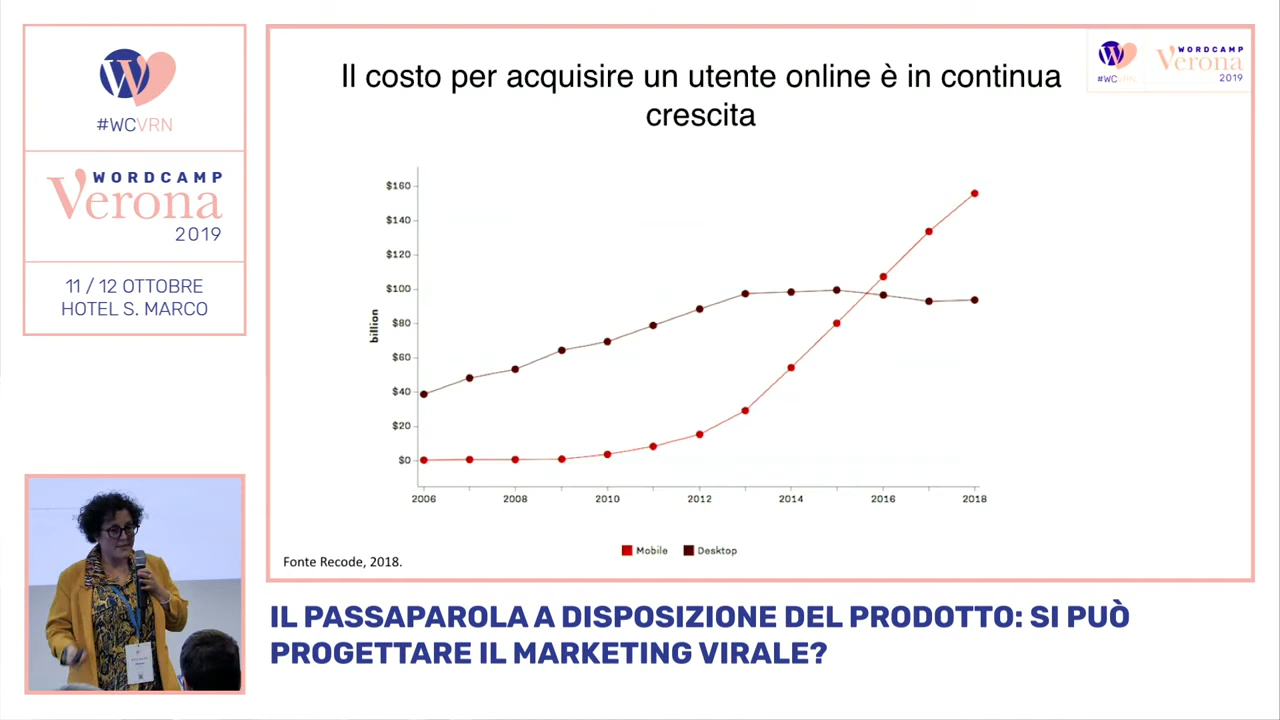 #WCVRN
WORDCAMP
Verona
2019
11 / 12 OTTOBRE
HOTEL S. MARCO
Il costo per acquisire un utente online è in continua
crescita
#WCVRN
WORDCAMP
Verona
2019
billion
$160
$140
$120
$100
$80
$60
$40
$20
$0
2006
2008
2010
2012
2014
2016
2018
Mobile
Desktop
Fonte Recode, 2018.
IL PASSAPAROLA A DISPOSIZIONE DEL PRODOTTO: SI PUÒ
PROGETTARE IL MARKETING VIRALE?